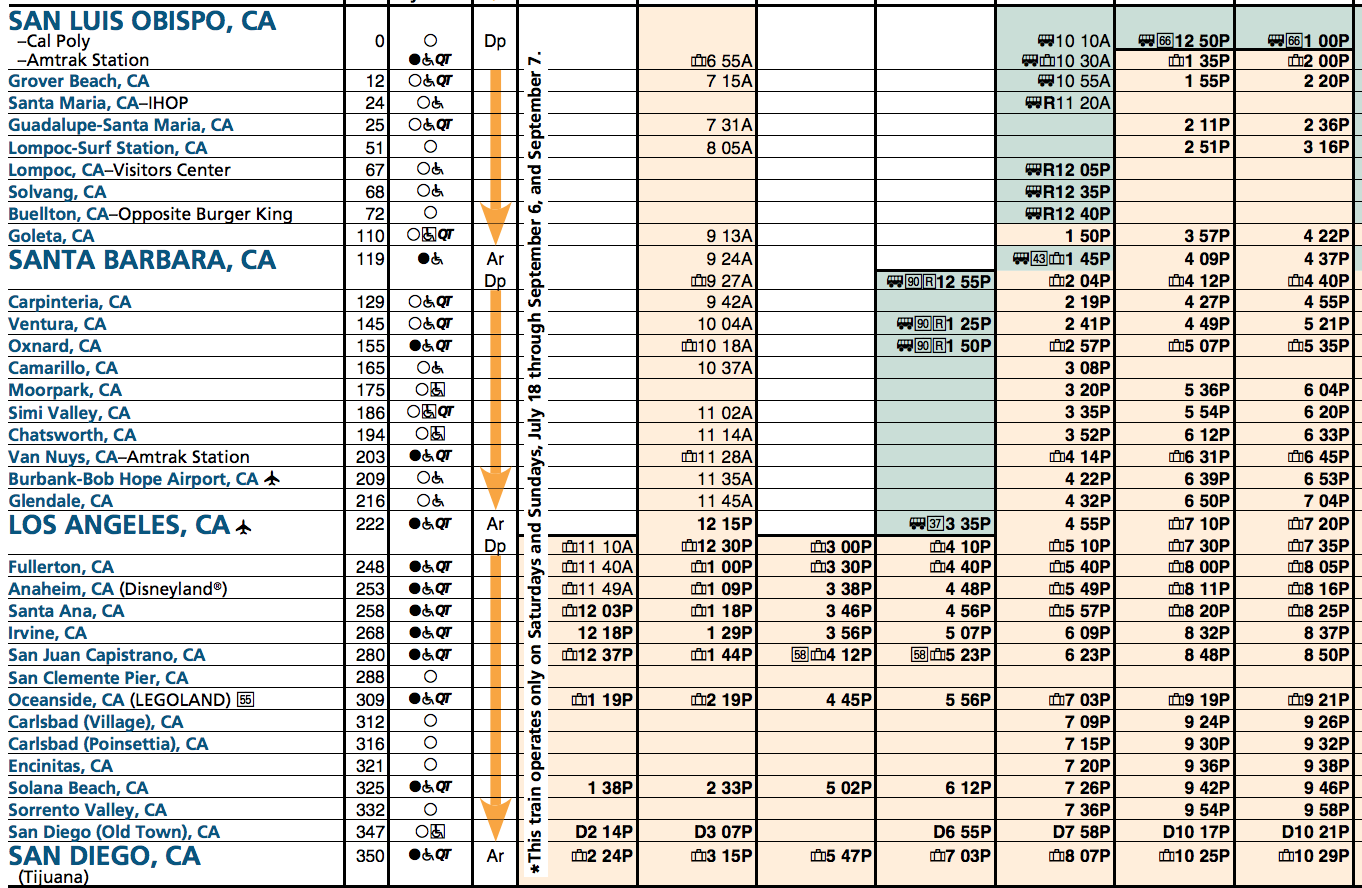 SAN LUIS OBISPO, CA
–Cal Poly 0 Dp 10 10A 66 12 50P 66 1 00P
–Amtrak Station QT 6 55A 10 30A 1 35P 2 00P
Grover Beach, CA 12 QT 7 15A 10 55A 1 55P 2 20P
Santa Maria, CA–IHOP 24 R11 20A
Guadalupe-Santa Maria, CA 25 QT 7 31A 2 11P 2 36P
Lompoc-Surf Station, CA 51 8 05A 2 51P 3 16P
Lompoc, CA–Visitors Center 67 R12 05P
Solvang, CA 68 R12 35P
Buellton, CA–Opposite Burger King 72 R12 40P
Goleta, CA 110 QT 9 13A 1 50P 3 57P 4 22P
SANTA BARBARA, CA 119 Ar 9 24A 43 1 45P 4 09P 4 37P
Dp 9 27A 90 R 12 55P 2 04P 4 12P 4 40P
Carpinteria, CA 129 QT 9 42A 2 19P 4 27P 4 55P
Ventura, CA 145 QT 10 04A 90 R 1 25P 2 41P 4 49P 5 21P
Oxnard, CA 155 QT 10 18A 90 R 1 50P 2 57P 5 07P 5 35P
Camarillo, CA 165 10 37A 3 08P
Moorpark, CA 175 3 20P 5 36P 6 04P
Simi Valley, CA 186 QT 11 02A 3 35P 5 54P 6 20P
Chatsworth, CA 194 11 14A 3 52P 6 12P 6 33P
Van Nuys, CA–Amtrak Station 203 QT 11 28A 4 14P 6 31P 6 45P
Burbank-Bob Hope Airport, CA 209 11 35A 4 22P 6 39P 6 53P
Glendale, CA 216 11 45A 4 32P 6 50P 7 04P
LOS ANGELES, CA 222 QT Ar 12 15P 37 3 35P 4 55P 7 10P 7 20P
Dp 11 10A 12 30P 3 00P 4 10P 5 10P 7 30P 7 35P
Fullerton, CA 248 QT 11 40A 1 00P 3 30P 4 40P 5 40P 8 00P 8 05P
Anaheim, CA (Disneyland®) 253 QT 11 49A 1 09P 3 38P 4 48P 5 49P 8 11P 8 16P
Santa Ana, CA 258 QT 12 03P 1 18P 3 46P 4 56P 5 57P 8 20P 8 25P
Irvine, CA 268 QT 12 18P 1 29P 3 56P 5 07P 6 09P 8 32P 8 37P
San Juan Capistrano, CA 280 QT 12 37P 1 44P 58 4 12P 58 5 23P 6 23P 8 48P 8 50P
San Clemente Pier, CA 288
Oceanside, CA (LEGOLAND) 55 309 QT 1 19P 2 19P 4 45P 5 56P 7 03P 9 19P 9 21P
Carlsbad (Village), CA 312 7 09P 9 24P 9 26P
Carlsbad (Poinsettia), CA 316 7 15P 9 30P 9 32P
Encinitas, CA 321 7 20P 9 36P 9 38P
Solana Beach, CA 325 QT 1 38P 2 33P 5 02P 6 12P 7 26P 9 42P 9 46P
Sorrento Valley, CA 332 7 36P 9 54P 9 58P
San Diego (Old Town), CA 347 D2 14P D3 07P D6 55P D7 58P D10 17P D10 21P
SAN DIEGO, CA 350 QT Ar 2 24P 3 15P 5 47P 7 03P 8 07P 10 25P 10 29P
(Tijuana)
*This train operates only on Saturdays and Sundays, July 18 through September 6, and September 7.